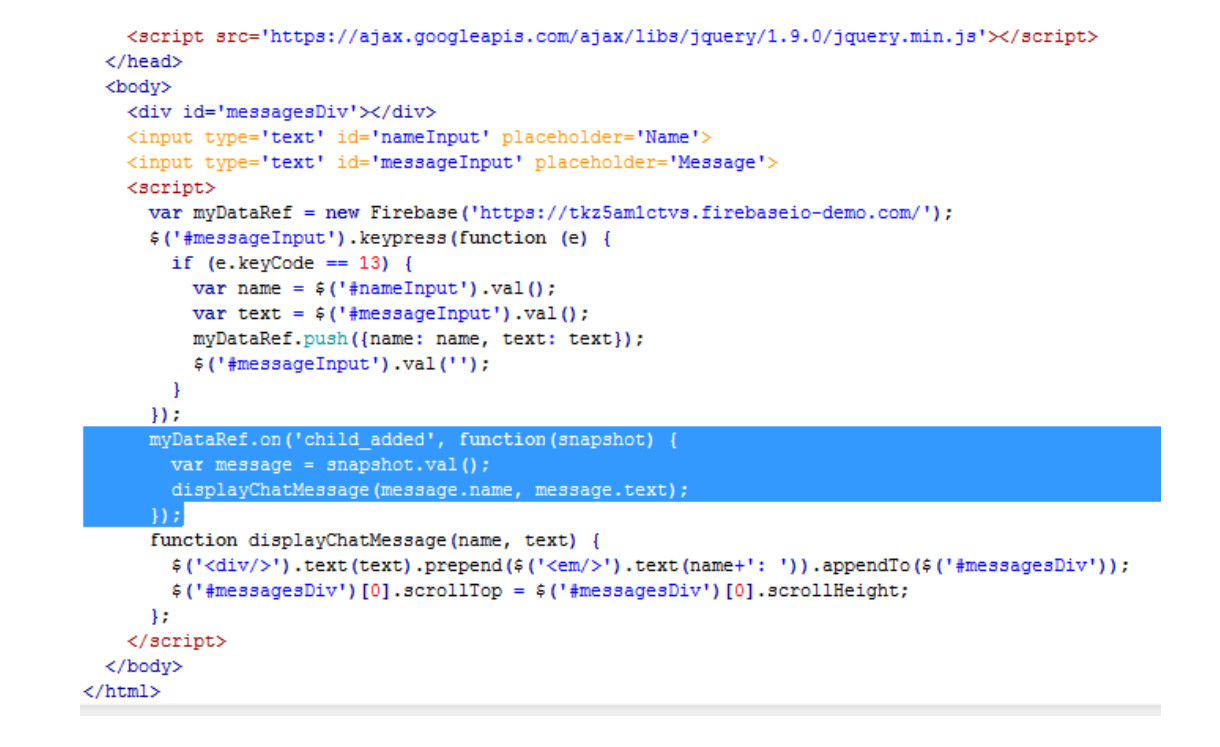 <script src='https://ajax.googleapis.com/ajax/libs/jquery/1.9.0/jquery.min.js'></script>
</head>
<body>
<div id='messagesDiv'></div>
<input type='text' id='nameInput' placeholder='Name'>
<input type='text' id='messageInput' placeholder='Message'>
<script>
var myDataRef = new Firebase('https://tkz5am1ctvs.firebaseio-demo.com/');
$('#messageInput').keypress(function (e) {
if (e.keyCode == 13) {
var name = $('#nameInput').val();
var text = $('#messageInput').val();
myDataRef.push({name: name, text: text});
$('#messageInput').val('');
}
});
myDataRef.on('child_added', function(snapshot) {
var message = snapshot.val();
displayChatMessage(message.name, message.text);
});
function displayChatMessage(name, text) {
$('<div/>').text(text).prepend($('<em/>').text(name+': ')).appendTo($('#messagesDiv'));
$('#messagesDiv')[0].scrollTop = $('#messagesDiv')[0].scrollHeight;
};
</script>
</body>
</html>